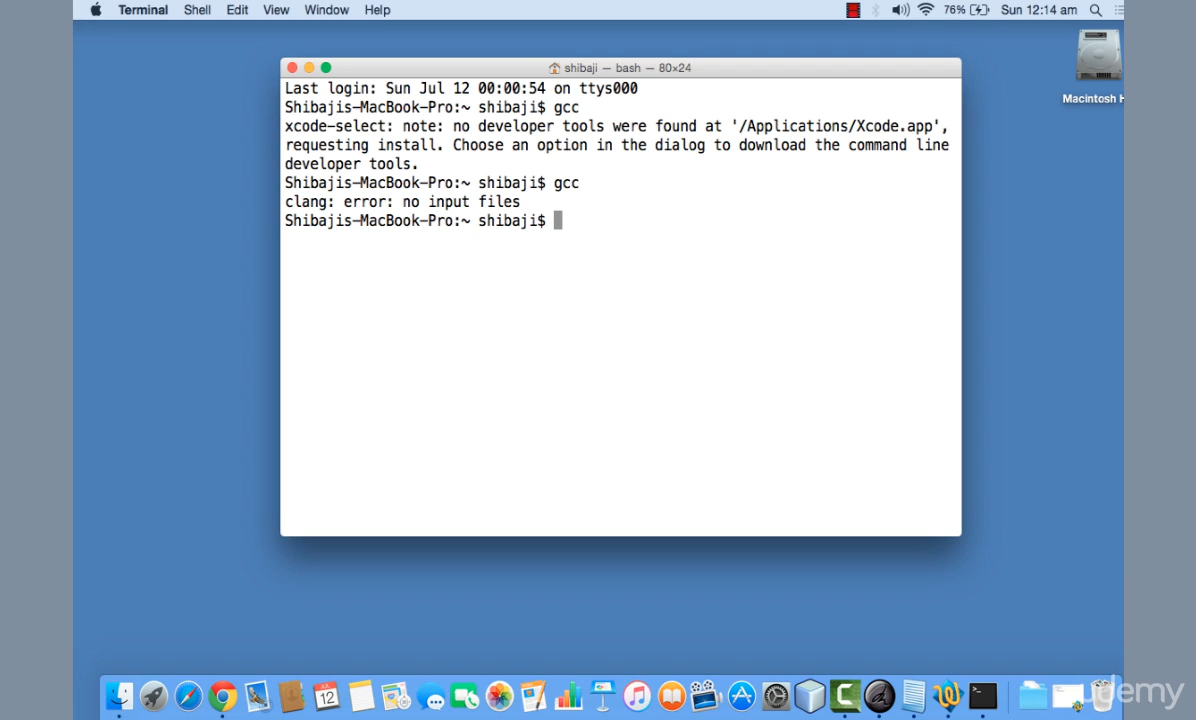 Terminal Shell Edit View Window Help 76% Sun 12:14 am
Macintosh H
shibaji — bash — 80×24
Last login: Sun Jul 12 00:00:54 on ttys000
Shibajis-MacBook-Pro:~ shibaji$ gcc
xcode-select: note: no developer tools were found at '/Applications/Xcode.app',
requesting install. Choose an option in the dialog to download the command line
developer tools.
Shibajis-MacBook-Pro:~ shibaji$ gcc
clang: error: no input files
Shibajis-MacBook-Pro:~ shibaji$
12
udemy